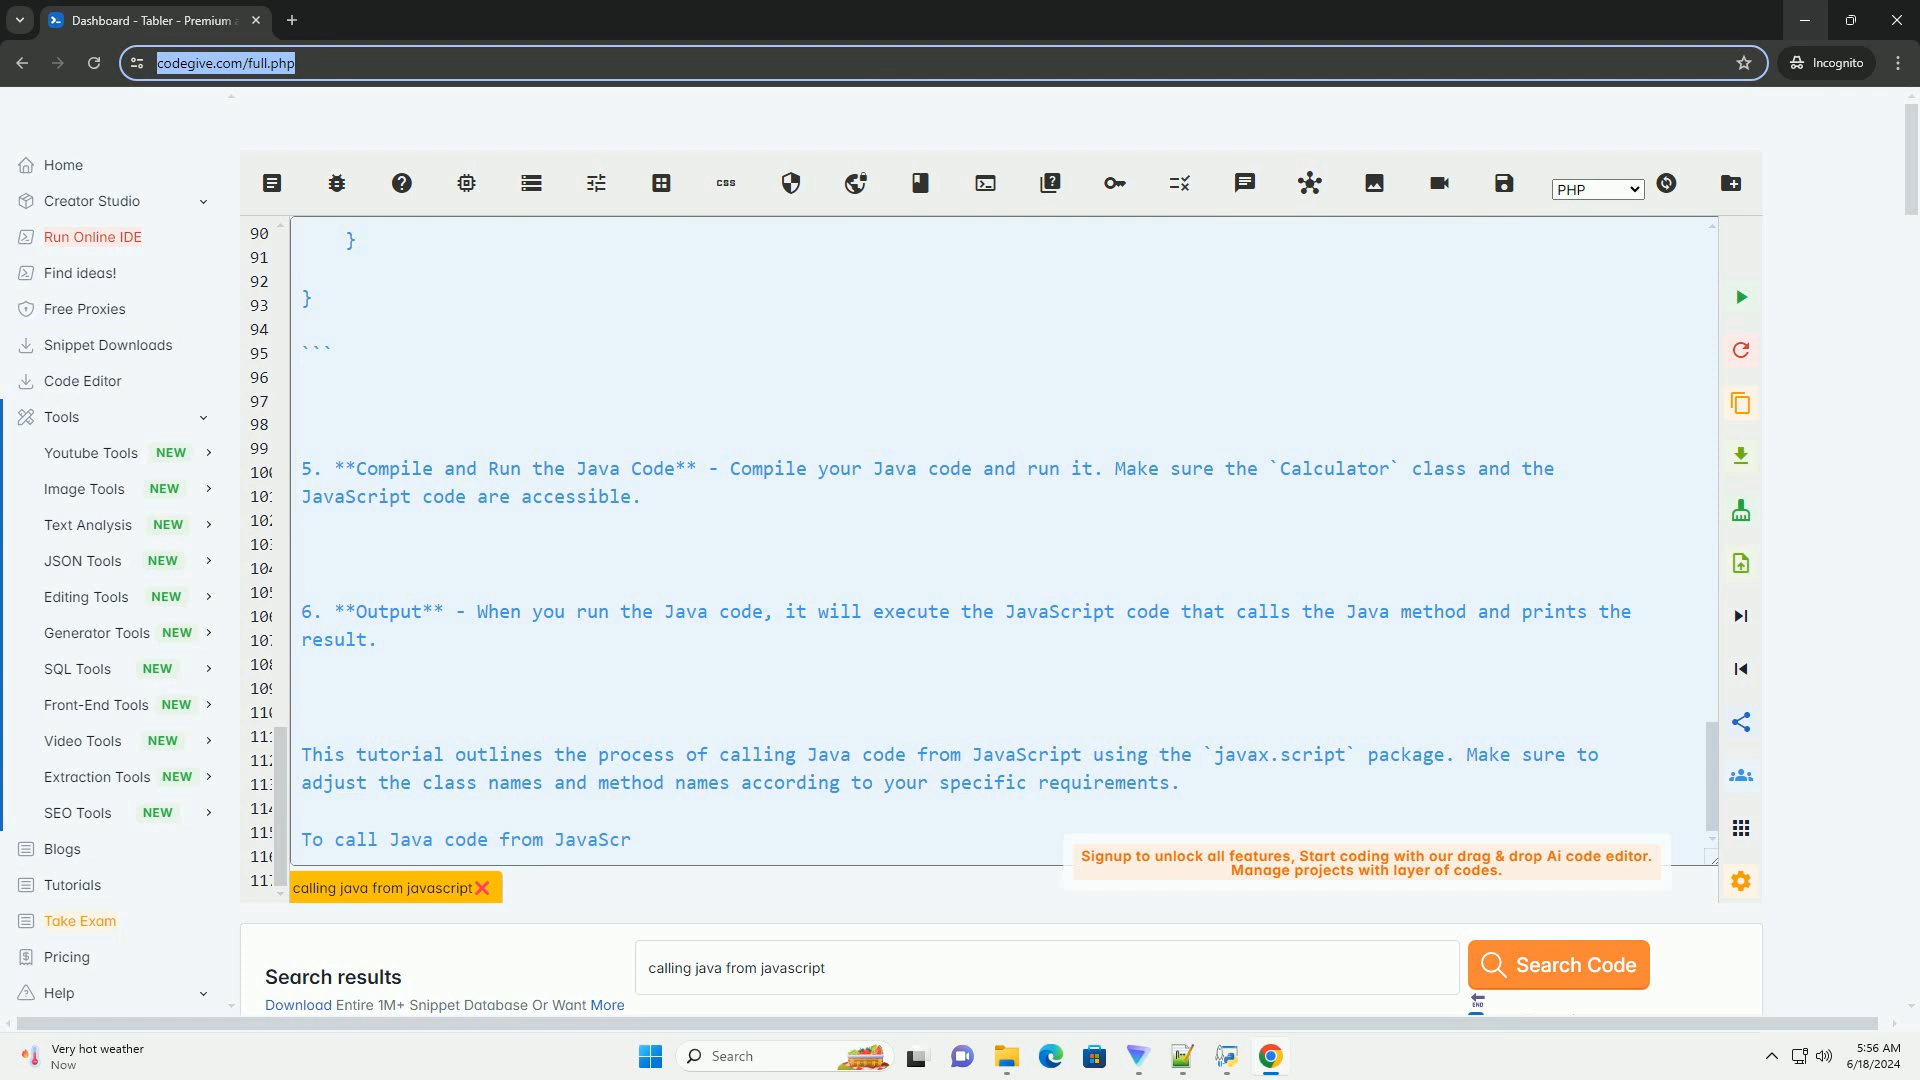 Dashboard - Tabler - Premium
codegive.com/full.php
Incognito
Home
Creator Studio
Run Online IDE
Find ideas!
Free Proxies
Snippet Downloads
Code Editor
Tools
Youtube Tools NEW
Image Tools NEW
Text Analysis NEW
JSON Tools NEW
Editing Tools NEW
Generator Tools NEW
SQL Tools NEW
Front-End Tools NEW
Video Tools NEW
Extraction Tools NEW
SEO Tools NEW
Blogs
Tutorials
Take Exam
Pricing
Help
css
PHP
90
91
92
93
94
95
96
97
98
99
}
}
```
5. **Compile and Run the Java Code** - Compile your Java code and run it. Make sure the `Calculator` class and the
JavaScript code are accessible.
6. **Output** - When you run the Java code, it will execute the JavaScript code that calls the Java method and prints the
result.
This tutorial outlines the process of calling Java code from JavaScript using the `javax.script` package. Make sure to
adjust the class names and method names according to your specific requirements.
To call Java code from JavaScr
Signup to unlock all features, Start coding with our drag & drop Ai code editor.
Manage projects with layer of codes.
calling java from javascript
Search results
Download Entire 1M+ Snippet Database Or Want More
calling java from javascript
Search Code
END
Very hot weather
Now
Search
5:56 AM
6/18/2024